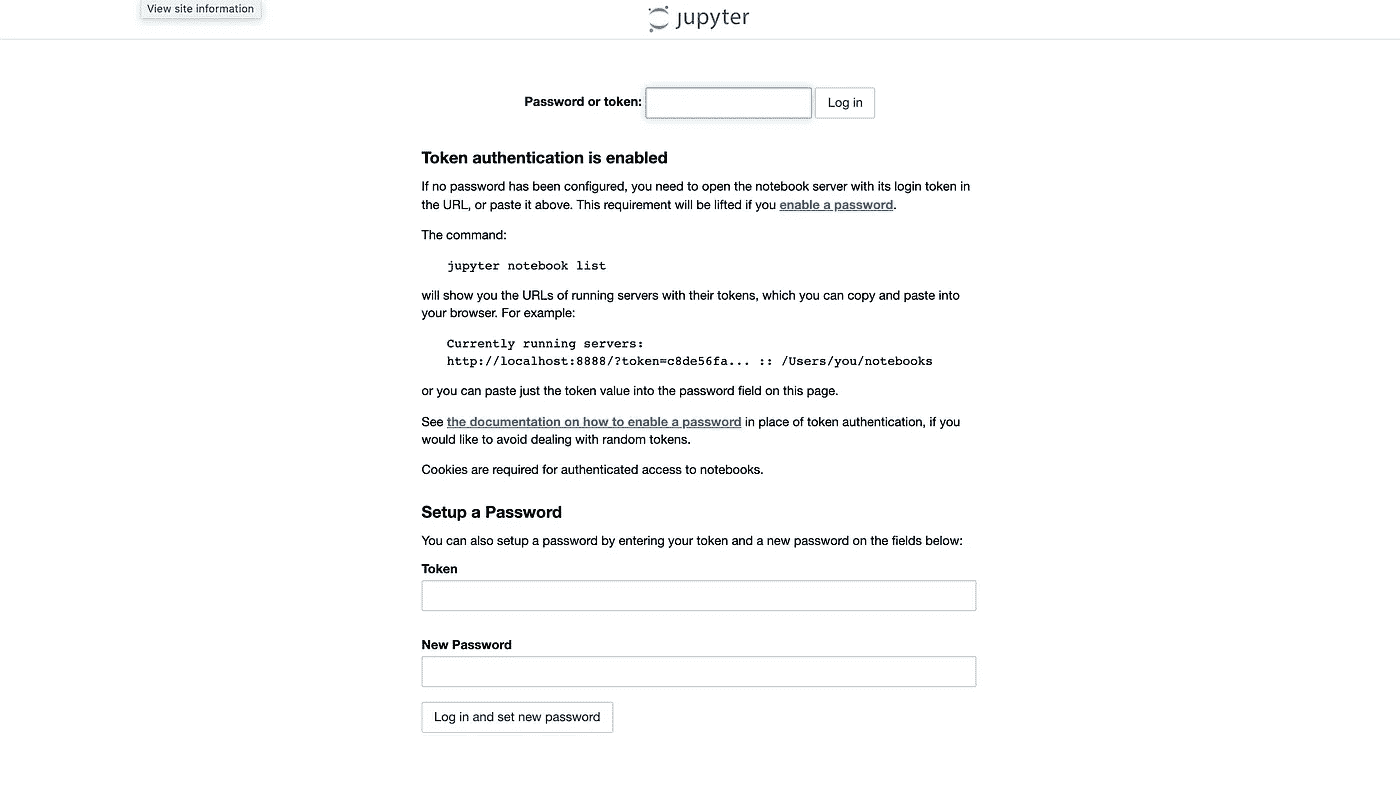 View site information
jupyter
Password or token:
Log in
Token authentication is enabled
If no password has been configured, you need to open the notebook server with its login token in
the URL, or paste it above. This requirement will be lifted if you enable a password.
The command:
jupyter notebook list
will show you the URLs of running servers with their tokens, which you can copy and paste into
your browser. For example:
Currently running servers:
http://localhost:8888/?token=c8de56fa... :: /Users/you/notebooks
or you can paste just the token value into the password field on this page.
See the documentation on how to enable a password in place of token authentication, if you
would like to avoid dealing with random tokens.
Cookies are required for authenticated access to notebooks.
Setup a Password
You can also setup a password by entering your token and a new password on the fields below:
Token
New Password
Log in and set new password